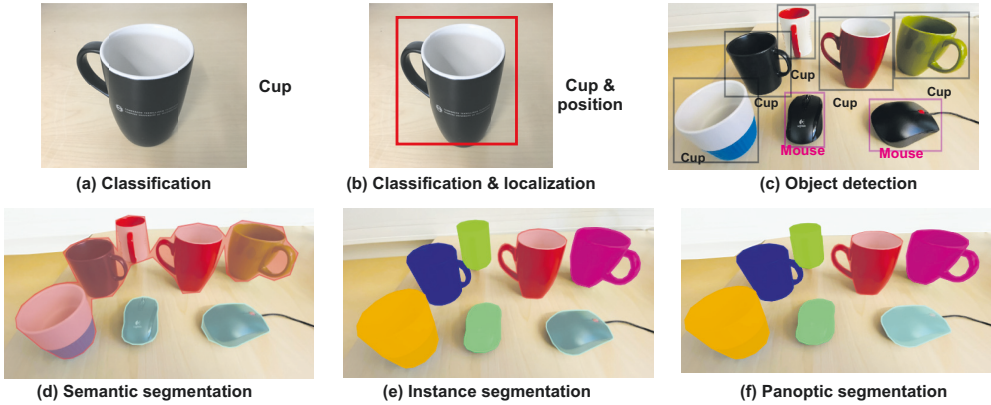 Cup
(a) Classification
Cup &
position
(b) Classification & localization
Cup
Cup
Cup
Cup
Cup
Mouse
Mouse
(c) Object detection
(d) Semantic segmentation
(e) Instance segmentation
(f) Panoptic segmentation